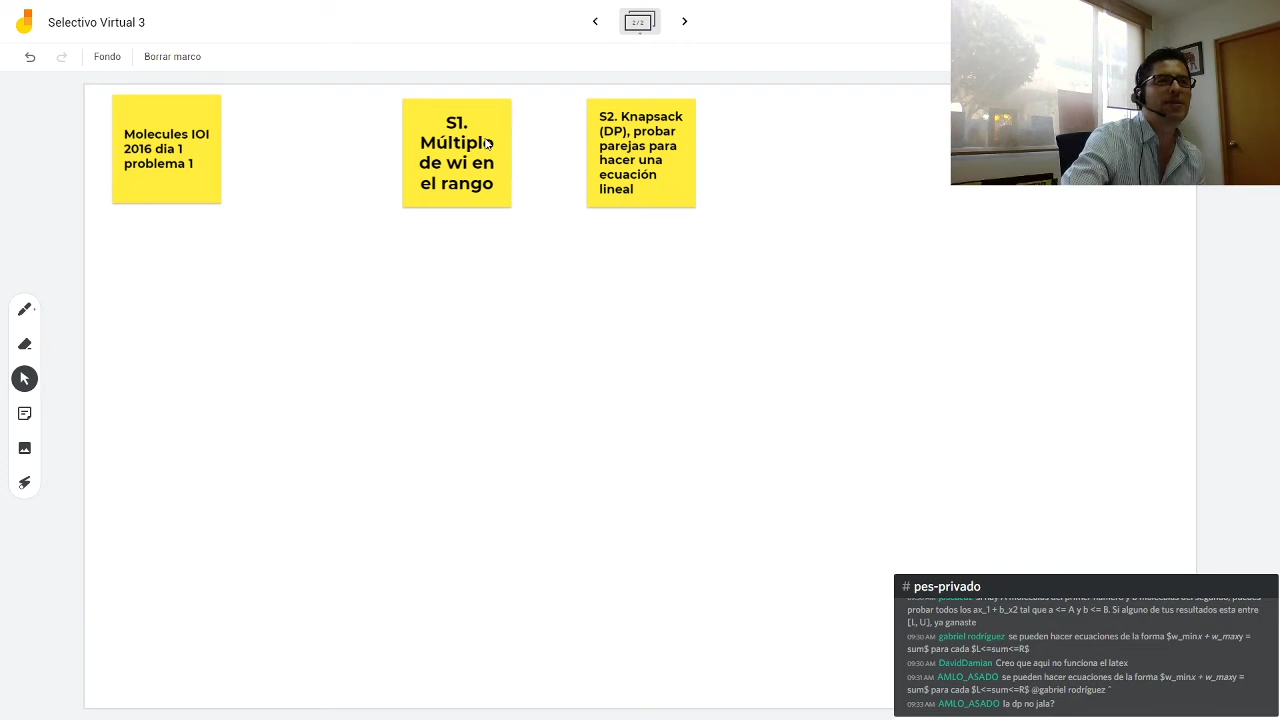 Selectivo Virtual 3
2 / 2
Fondo
Borrar marco
Molecules IOI
2016 dia 1
problema 1
S1.
Múltiplo
de wi en
el rango
S2. Knapsack
(DP), probar
parejas para
hacer una
ecuación
lineal
# pes-privado
probar todos los ax_1 + b_x2 tal que a <= A y b <= B. Si alguno de tus resultados esta entre
[L, U], ya ganaste
09:30 AM gabriel rodríguez se pueden hacer ecuaciones de la forma $w_minx + w_maxy =
sum$ para cada $L<=sum<=R$
09:30 AM DavidDamian Creo que aqui no funciona el latex
09:31 AM AMLO_ASADO se pueden hacer ecuaciones de la forma $w_minx + w_maxy =
sum$ para cada $L<=sum<=R$ @gabriel rodríguez ^
09:33 AM AMLO_ASADO la dp no jala?